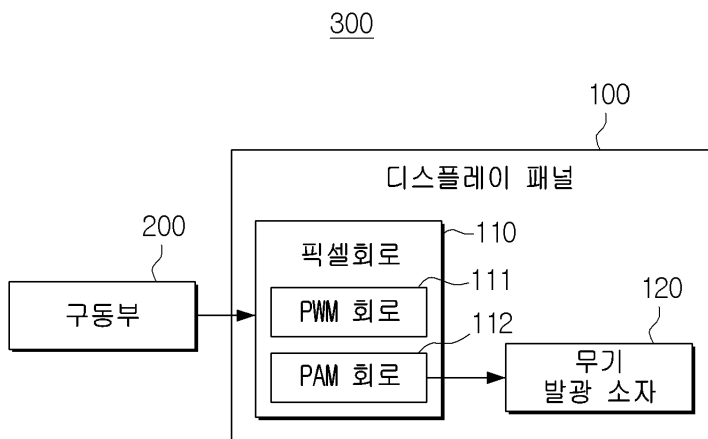 300
100
디스플레이 패널
200
110
픽셀회로
구동부
111
PWM 회로
112
PAM 회로
120
무기
발광 소자